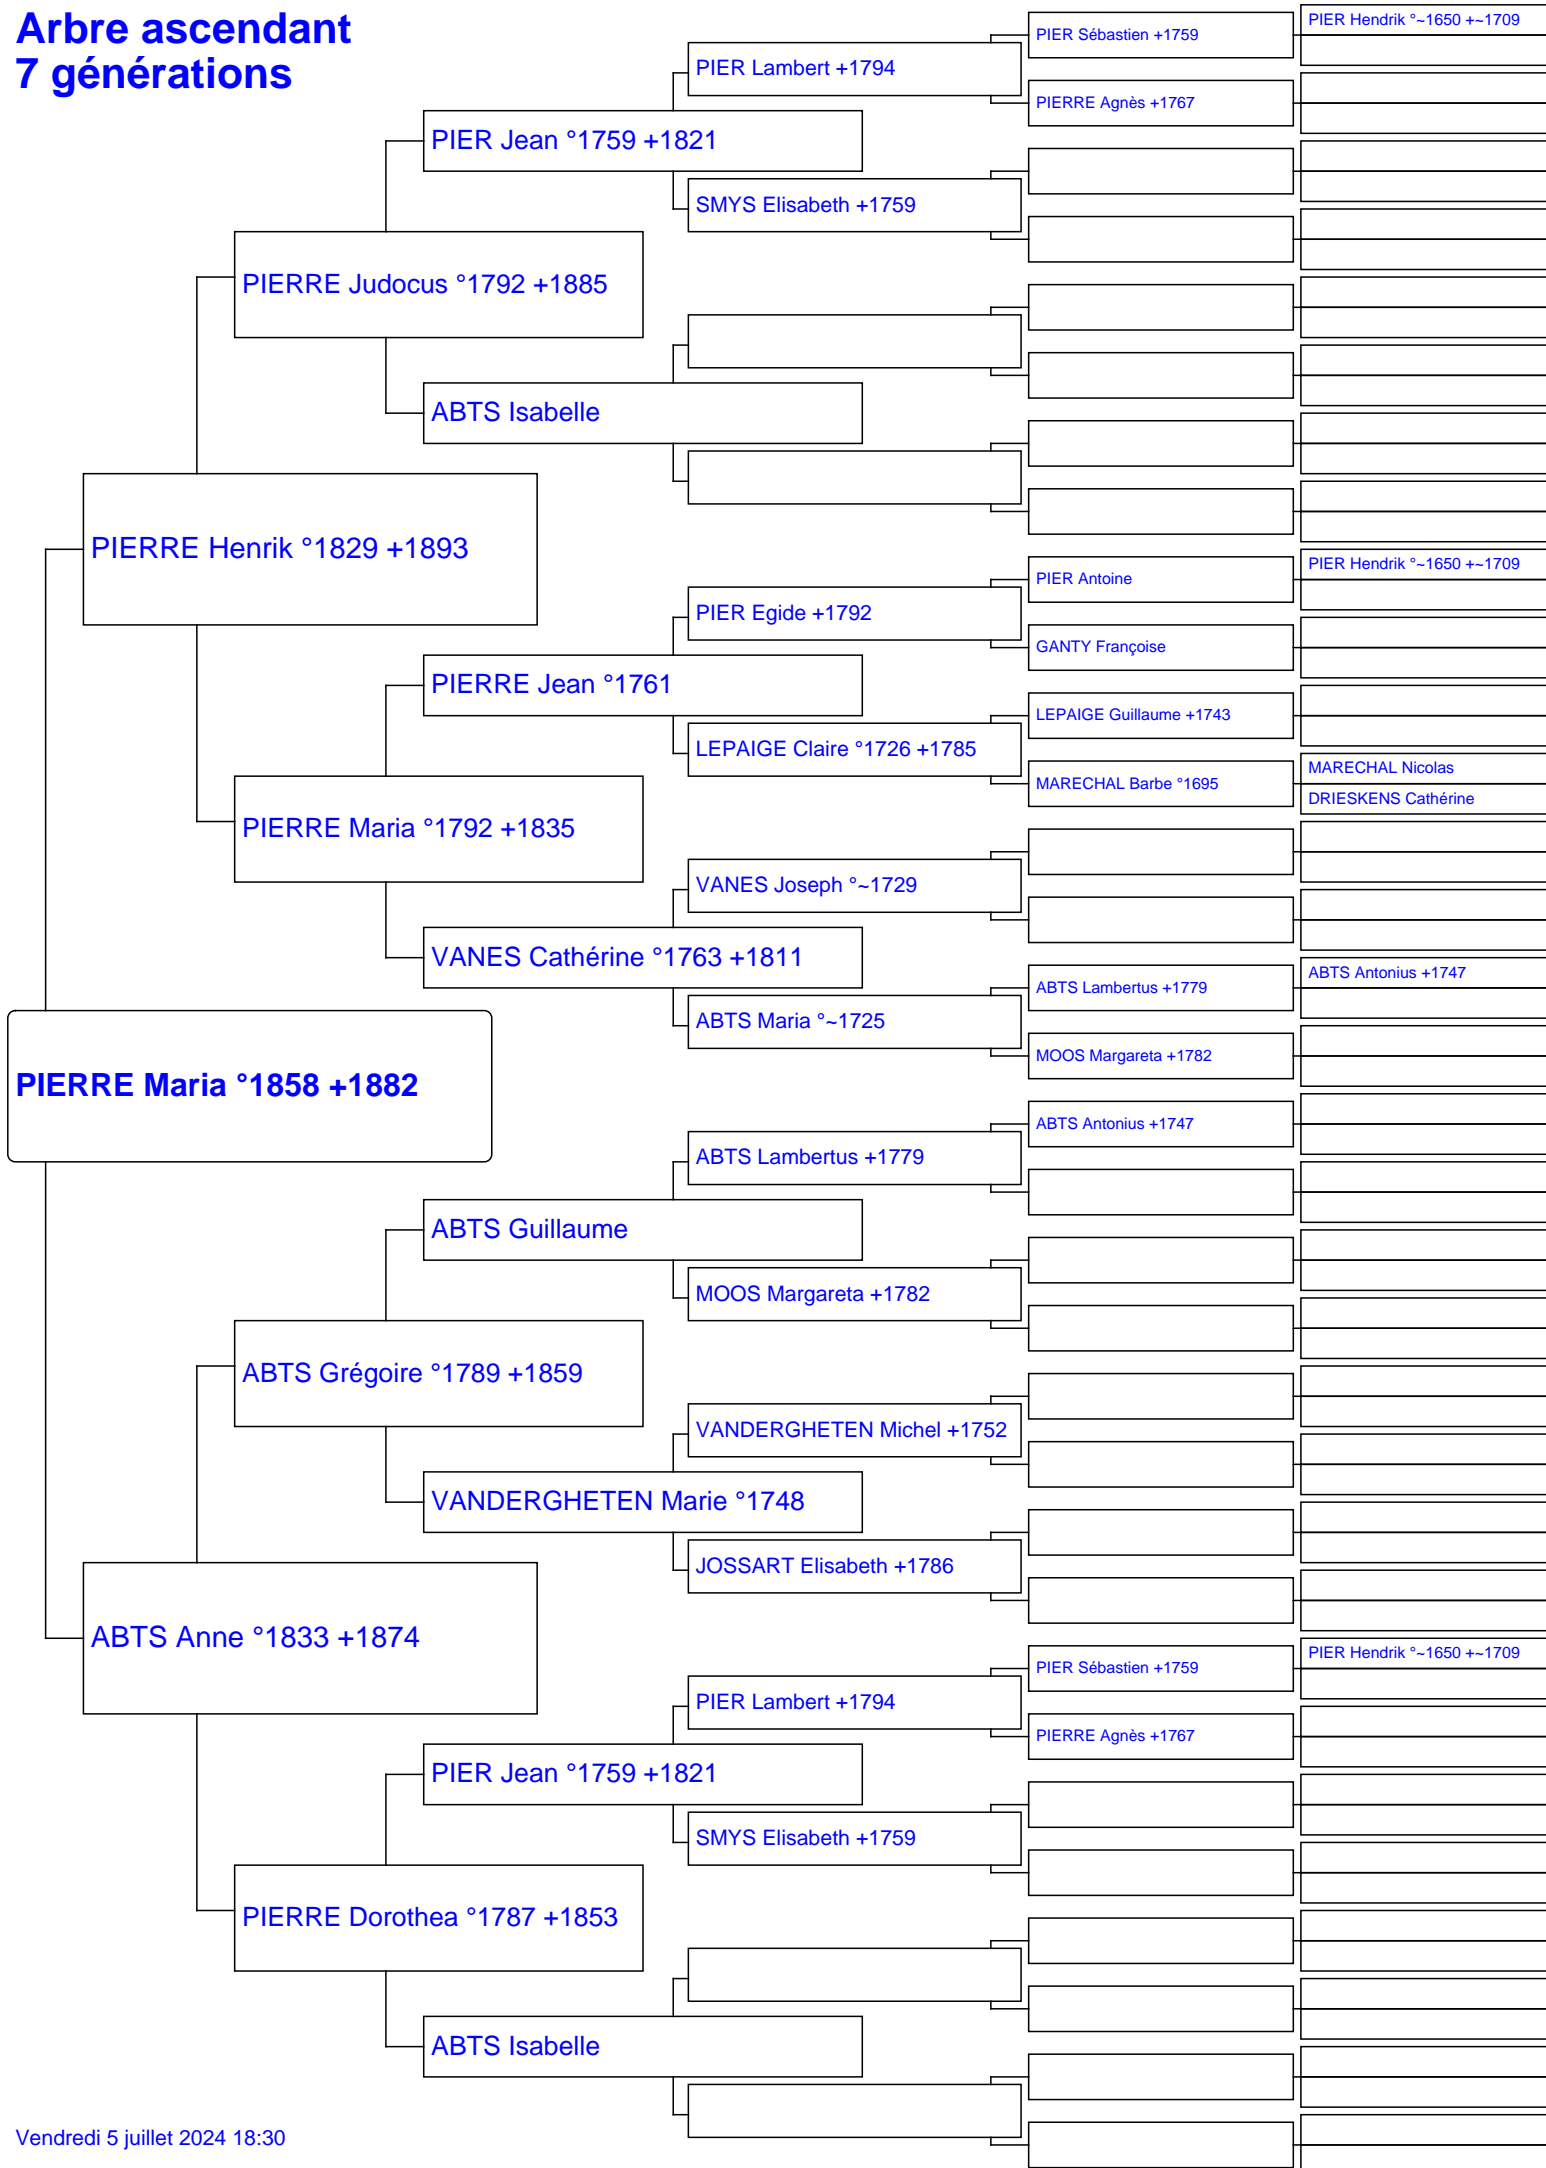 Arbre ascendant
7 générations
PIER Hendrik °~1650 +~1709
PIER Sébastien +1759
PIER Lambert +1794
PIERRE Agnès +1767
PIER Jean °1759 +1821
SMYS Elisabeth +1759
PIERRE Judocus °1792 +1885
ABTS Isabelle
PIERRE Henrik °1829 +1893
PIER Hendrik °~1650 +~1709
PIER Antoine
PIER Egide +1792
GANTY Françoise
PIERRE Jean °1761
LEPAIGE Guillaume +1743
LEPAIGE Claire °1726 +1785
MARECHAL Nicolas
MARECHAL Barbe °1695
DRIESKENS Cathérine
PIERRE Maria °1792 +1835
VANES Joseph °~1729
VANES Cathérine °1763 +1811
ABTS Antonius +1747
ABTS Lambertus +1779
ABTS Maria °~1725
MOOS Margareta +1782
PIERRE Maria °1858 +1882
ABTS Antonius +1747
ABTS Lambertus +1779
ABTS Guillaume
MOOS Margareta +1782
ABTS Grégoire °1789 +1859
VANDERGHETEN Michel +1752
VANDERGHETEN Marie °1748
JOSSART Elisabeth +1786
ABTS Anne °1833 +1874
PIER Hendrik °~1650 +~1709
PIER Sébastien +1759
PIER Lambert +1794
PIERRE Agnès +1767
PIER Jean °1759 +1821
SMYS Elisabeth +1759
PIERRE Dorothea °1787 +1853
ABTS Isabelle
Vendredi 5 juillet 2024 18:30